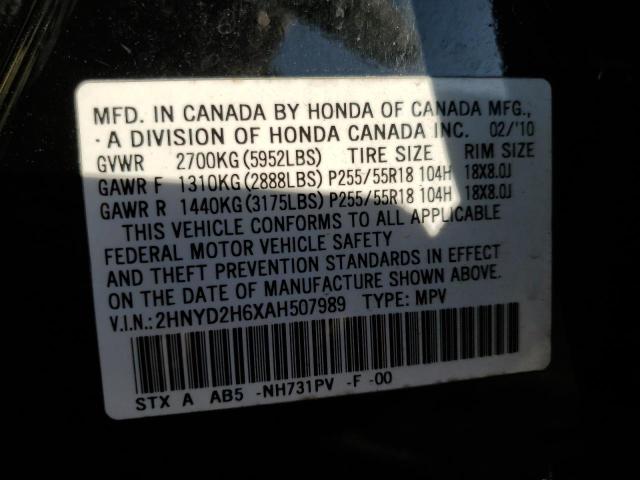 MFD. IN CANADA BY HONDA OF CANADA MFG.,
A DIVISION OF HONDA CANADA INC. 02/'10
GVWR 2700KG(5952LBS) TIRE SIZE RIM SIZE
GAWR F 1310KG(2888LBS) P255/55R18 104H 18X8.0J
GAWR R 1440KG(3175LBS) P255/55R18 104H 18X8.0J
THIS VEHICLE CONFORMS TO ALL APPLICABLE
FEDERAL MOTOR VEHICLE SAFETY
AND THEFT PREVENTION STANDARDS IN EFFECT
ON THE DATE OF MANUFACTURE SHOWN ABOVE.
V.I.N.:2HNYD2H6XAH507989 TYPE: MPV
STX A AB5 -NH731PV -F -00